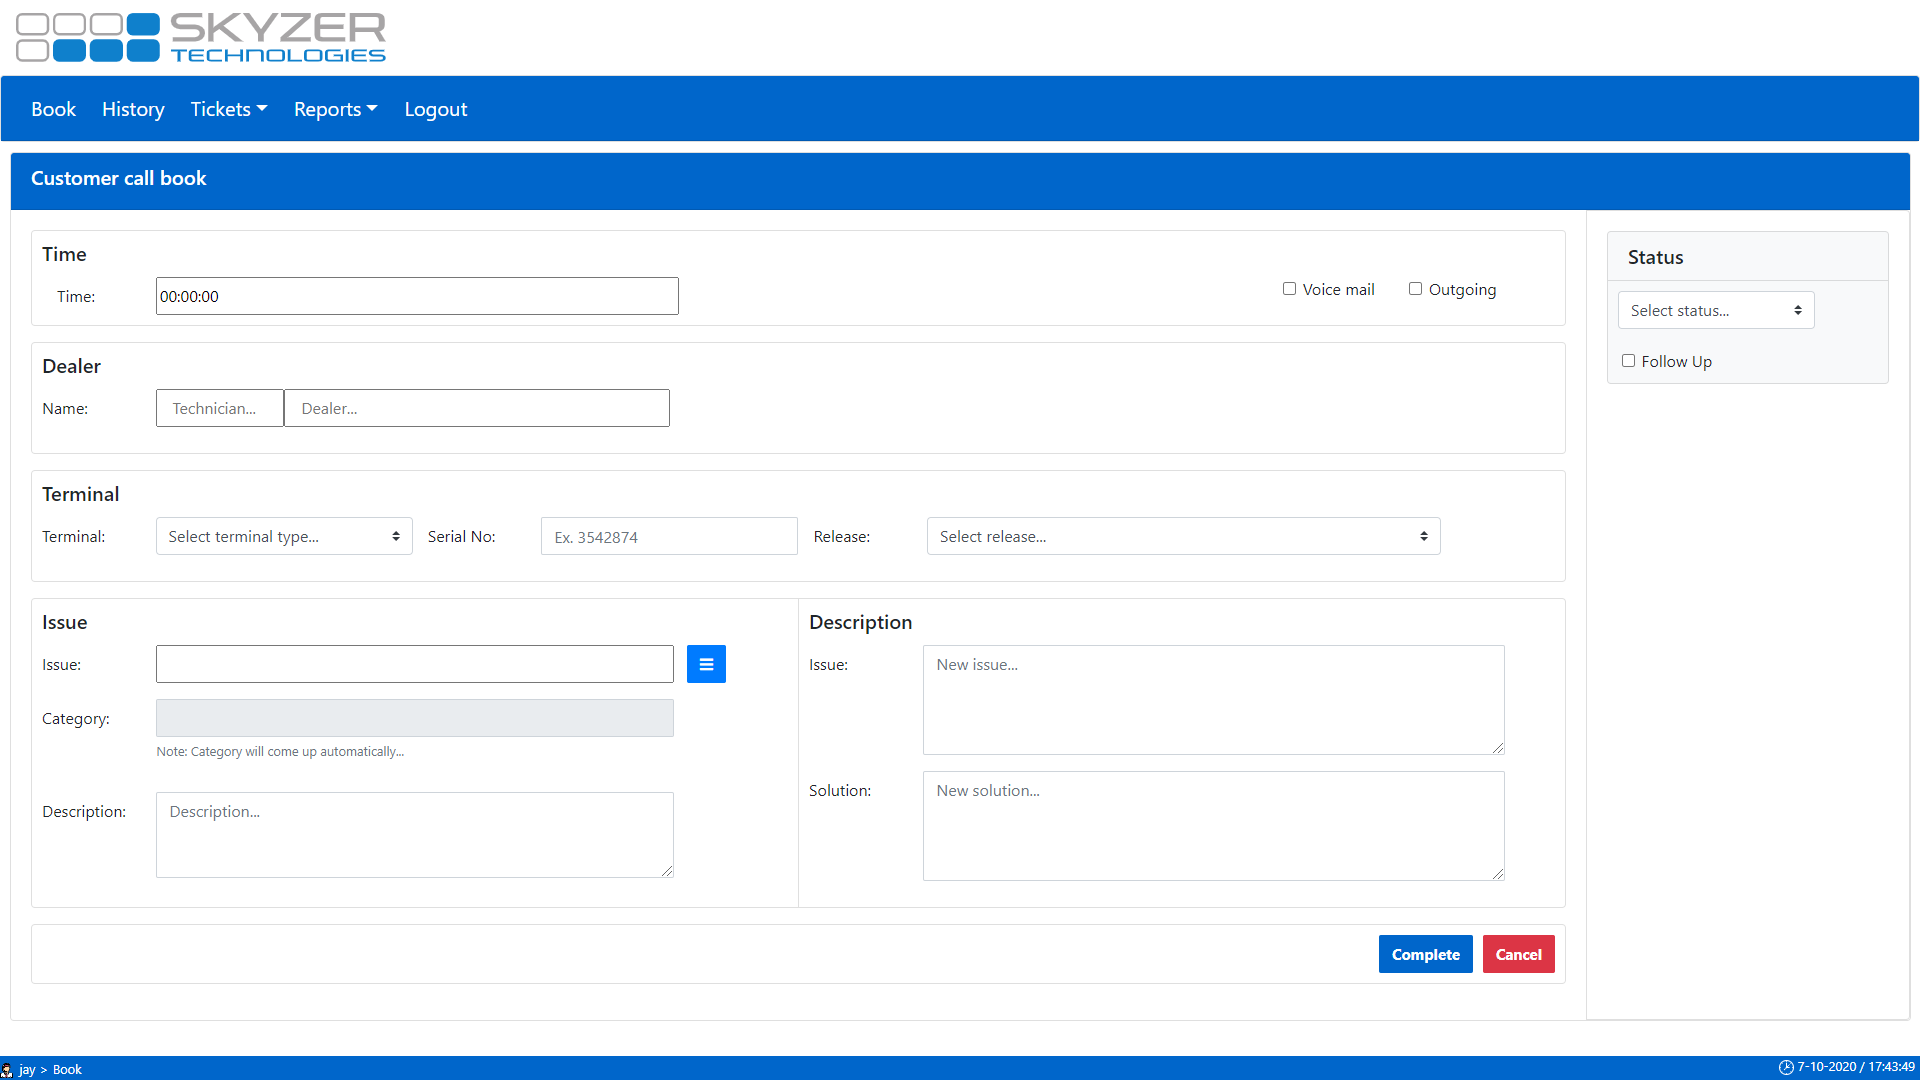 SKYZER
TECHNOLOGIES
Book History Tickets Reports Logout
Customer call book
Time
Time: 00:00:00 Voice mail Outgoing
Status
Select status...
Follow Up
Dealer
Name: Technician... Dealer...
Terminal
Terminal: Select terminal type... Serial No: Ex. 3542874 Release: Select release...
Issue
Issue:
Category:
Note: Category will come up automatically...
Description: Description...
Description
Issue: New issue...
Solution: New solution...
Complete Cancel
jay > Book 7-10-2020 / 17:43:49